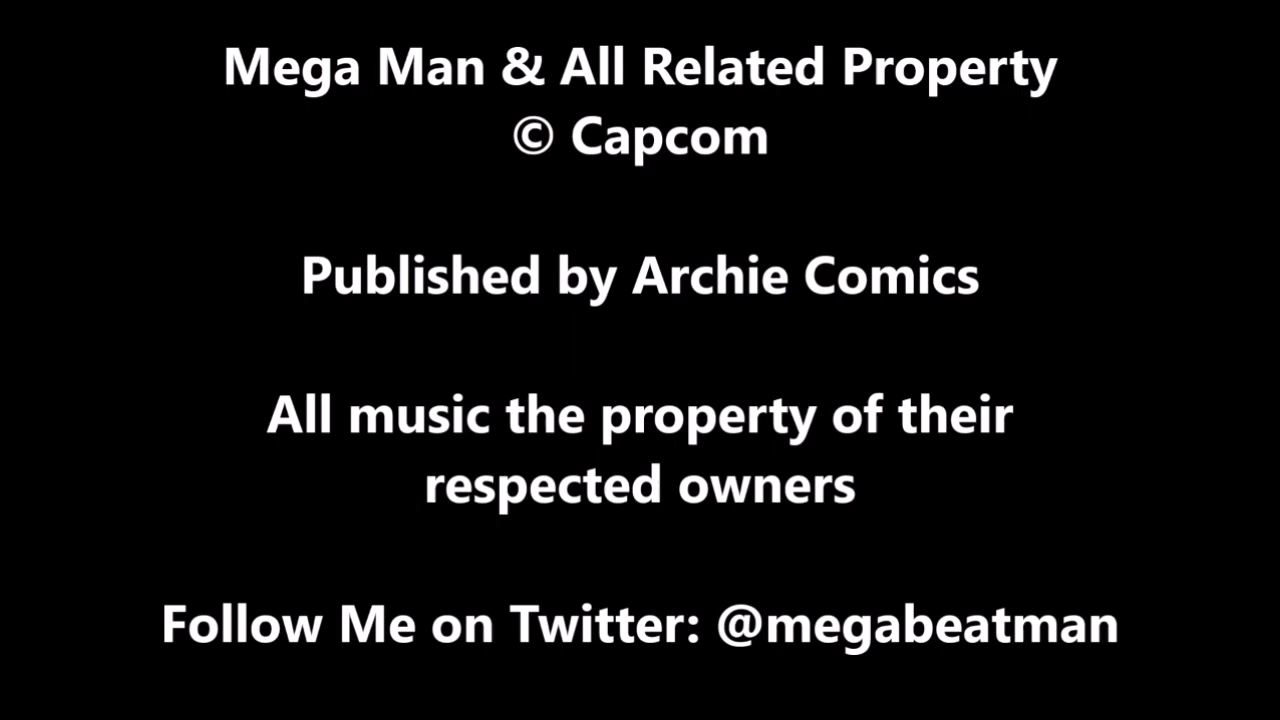 Mega Man & All Related Property
© Capcom
Published by Archie Comics
All music the property of their
respected owners
Follow Me on Twitter: @megabeatman